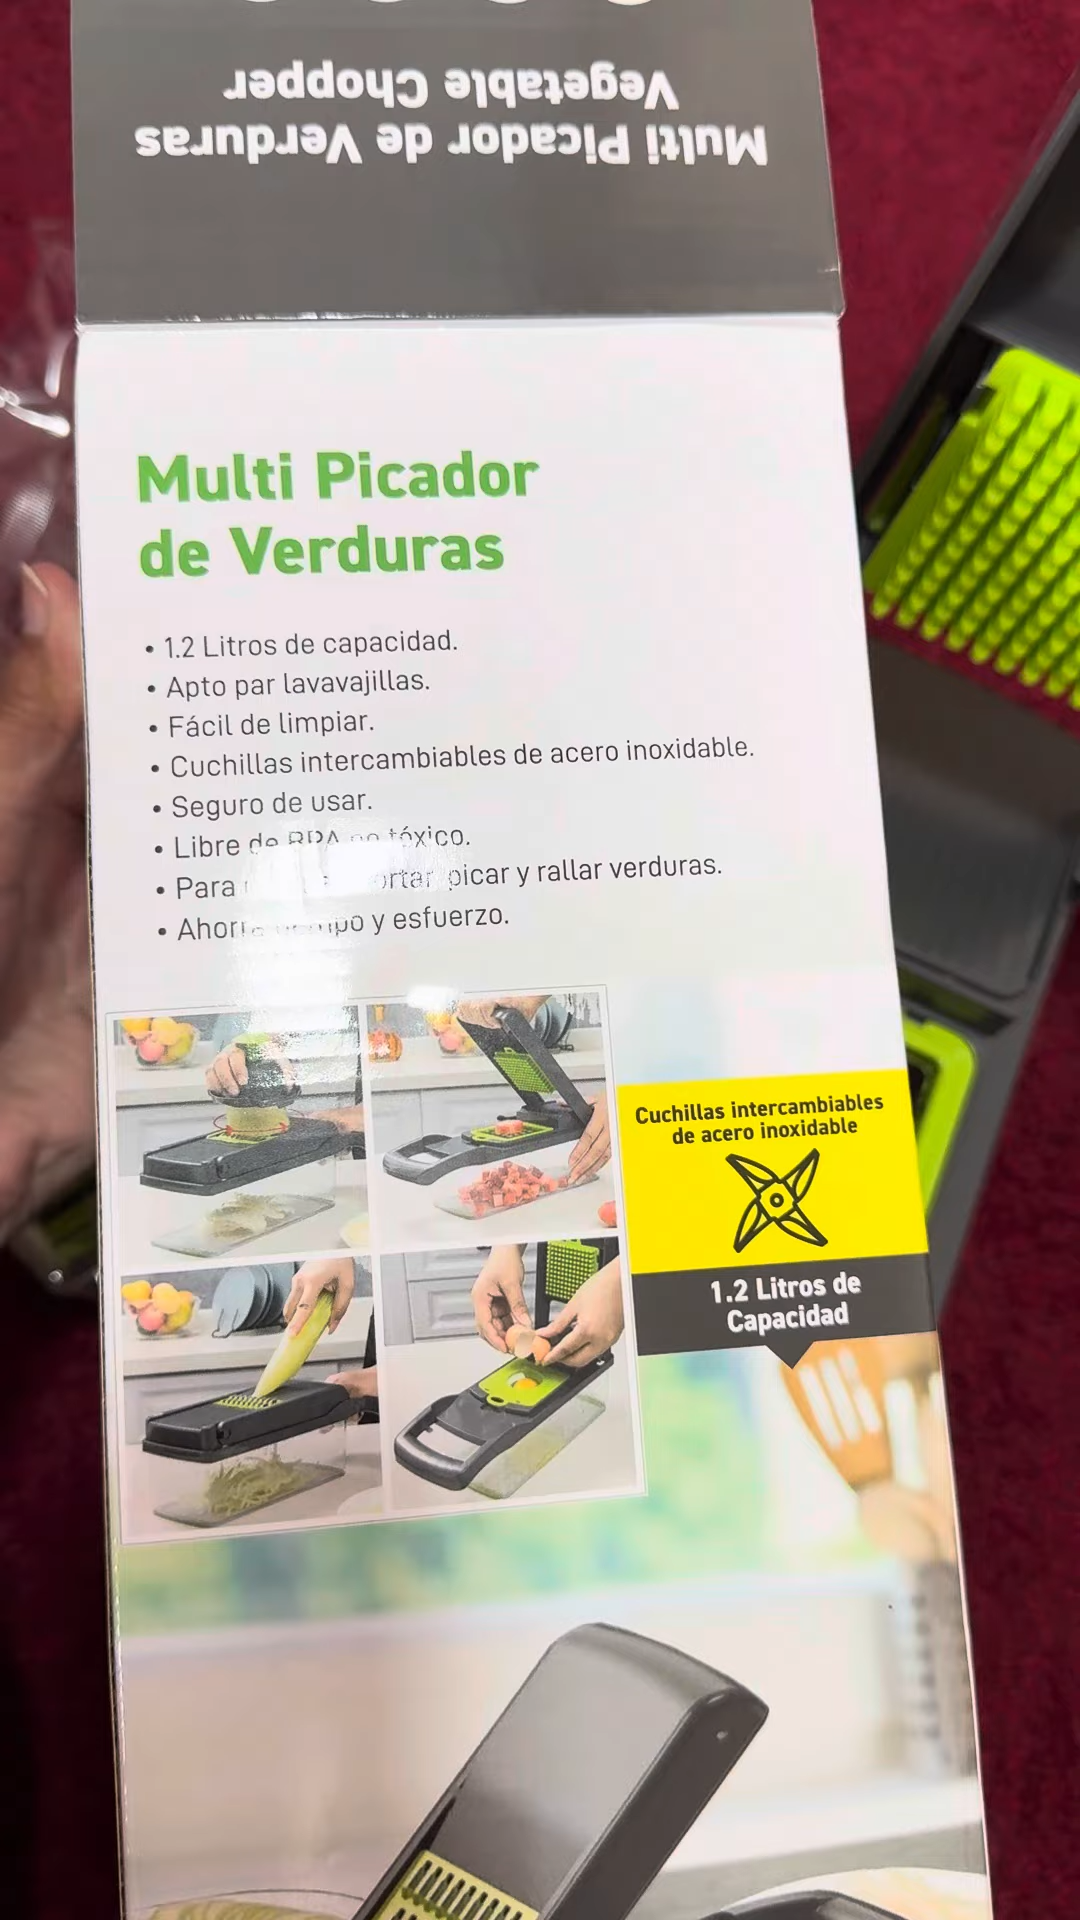 Multi Picador de Verduras
Vegetable Chopper
Multi Picador
de Verduras
• 1.2 Litros de capacidad.
• Apto par lavavajillas.
• Fácil de limpiar.
• Cuchillas intercambiables de acero inoxidable.
• Seguro de usar.
• Libre de BPA no tóxico.
• Para picar y rallar verduras.
• y esfuerzo.
Cuchillas intercambiables
de acero inoxidable
1.2 Litros de
Capacidad